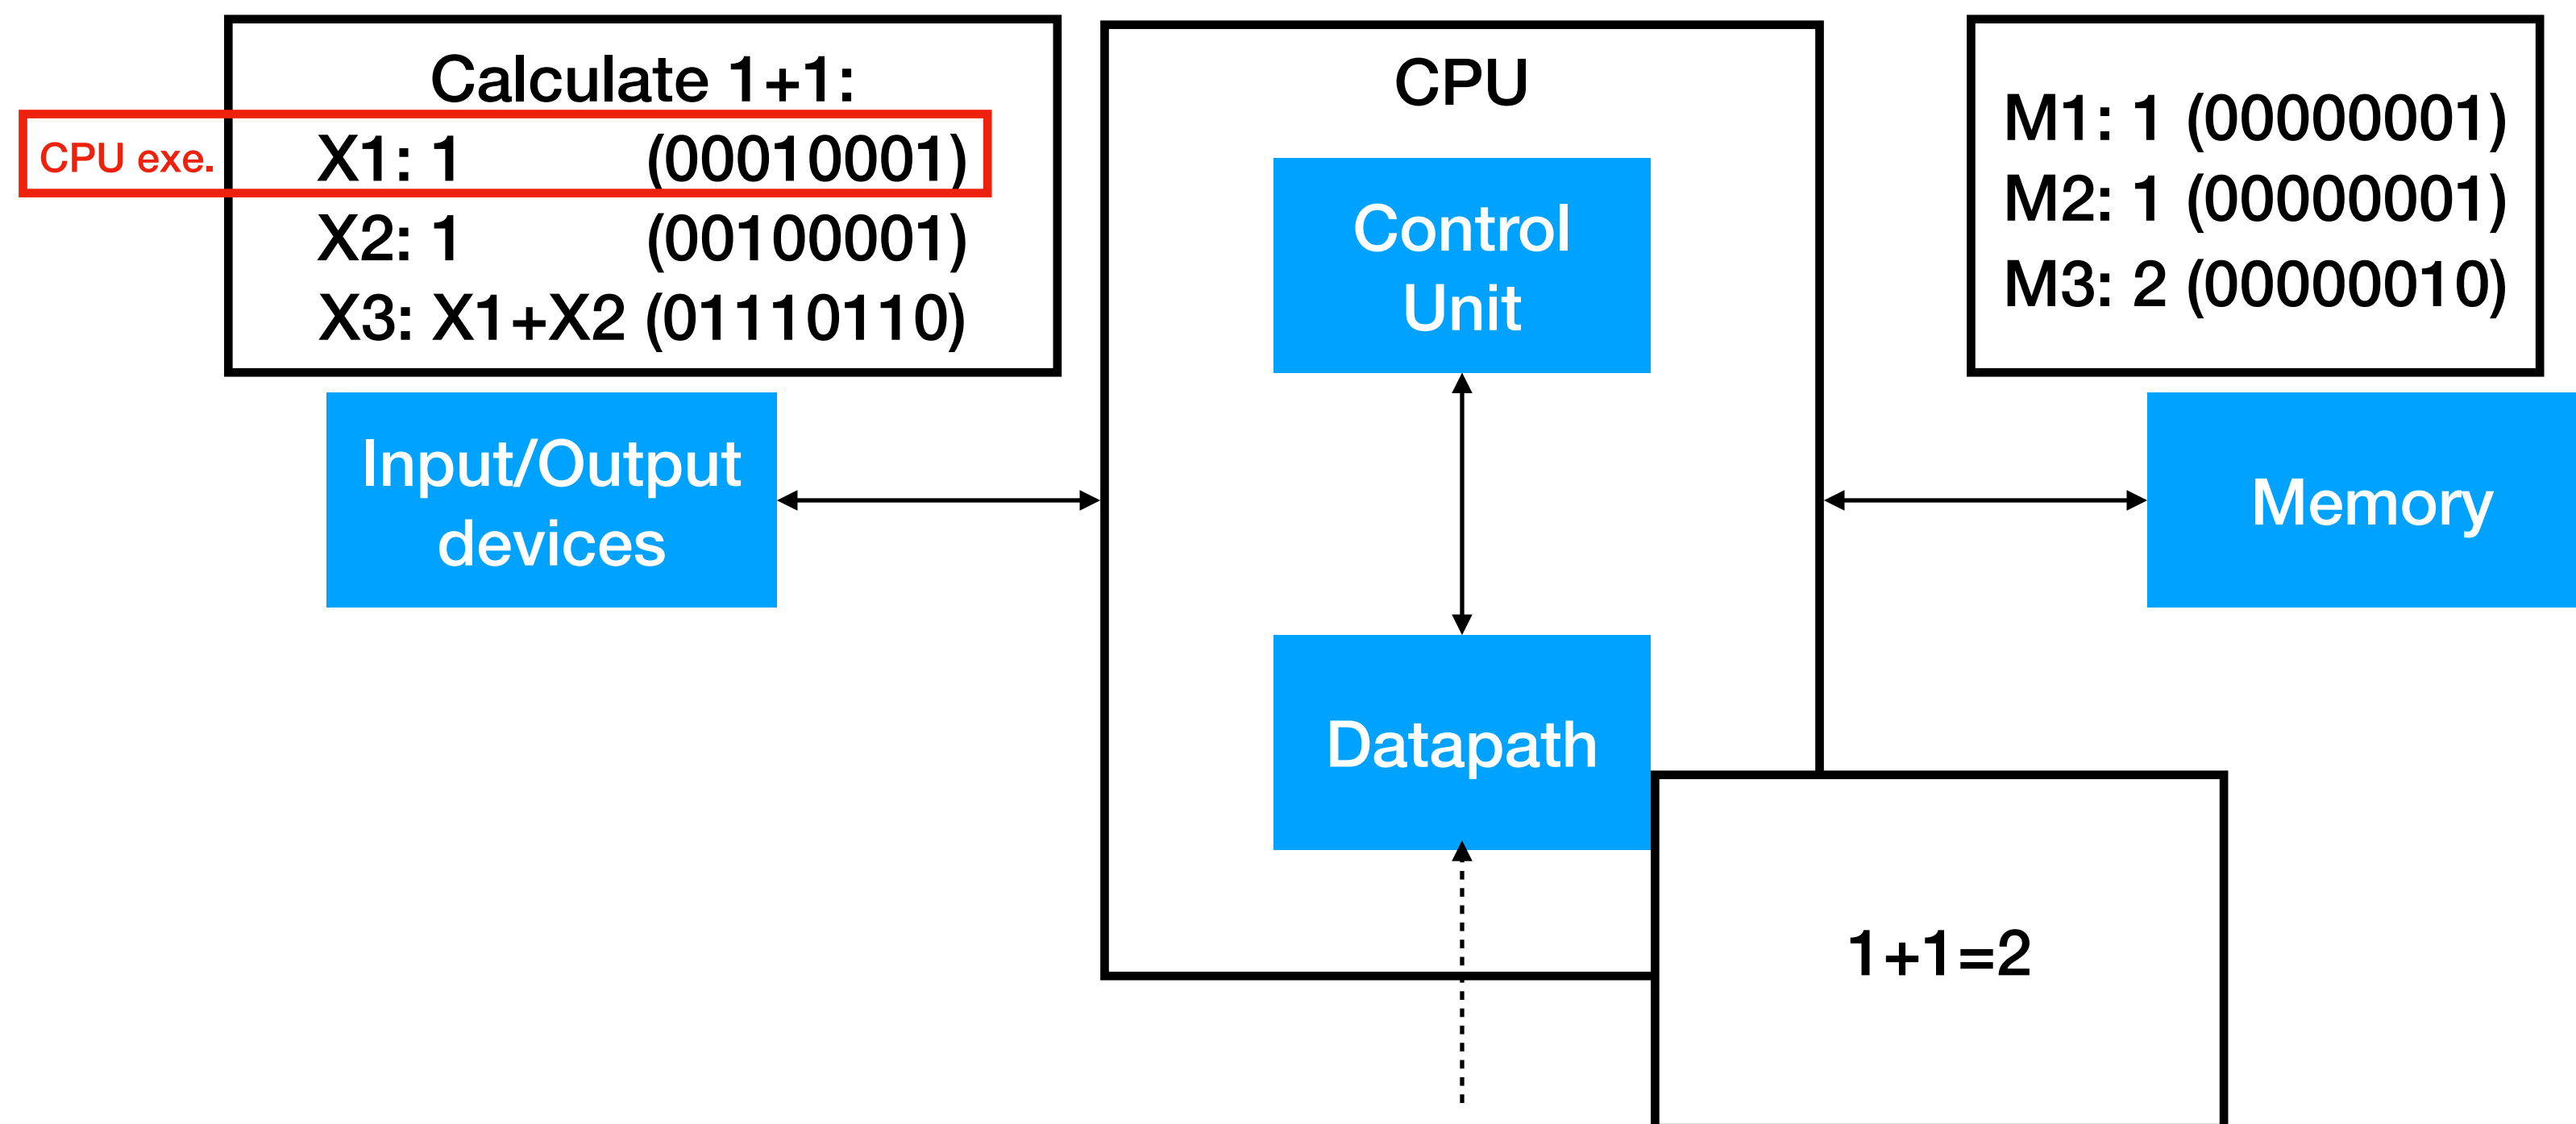 Calculate 1+1:
CPU exe.
X1: 1 (00010001)
X2: 1 (00100001)
X3: X1+X2 (01110110)
Input/Output
devices
CPU
Control
Unit
Datapath
M1: 1 (00000001)
M2: 1 (00000001)
M3: 2 (00000010)
Memory
1+1=2